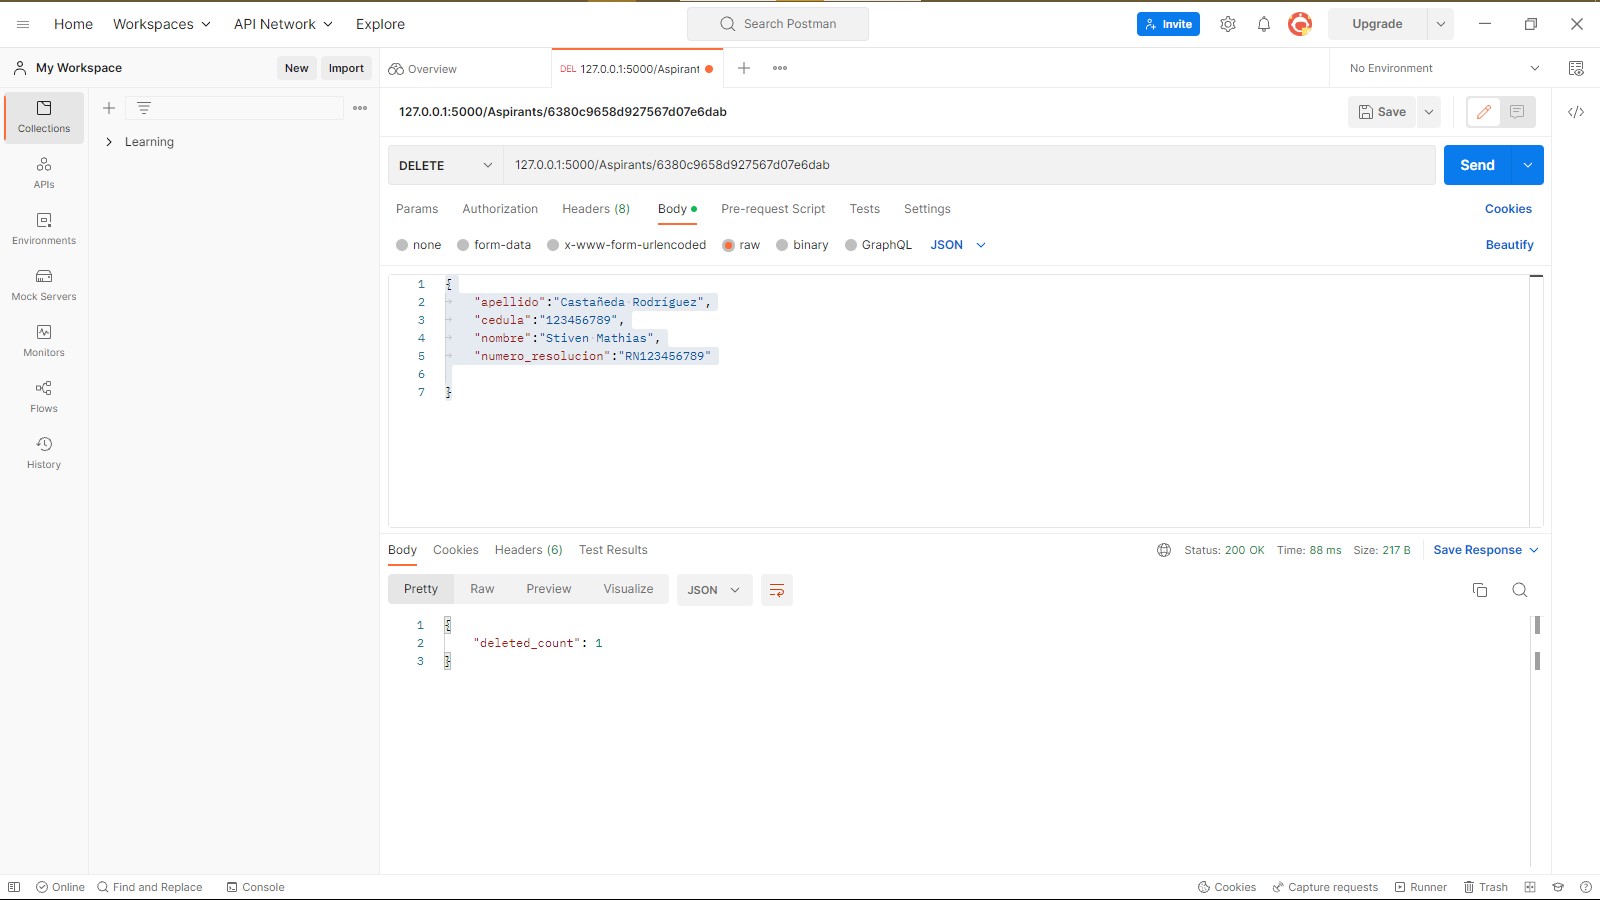 Home Workspaces API Network Explore Search Postman Invite Upgrade
My Workspace New Import Overview DEL 127.0.0.1:5000/Aspirant No Environment
Collections
Learning
127.0.0.1:5000/Aspirants/6380c9658d927567d07e6dab Save
DELETE 127.0.0.1:5000/Aspirants/6380c9658d927567d07e6dab Send
APIs
Params Authorization Headers (8) Body Pre-request Script Tests Settings Cookies
Environments
none form-data x-www-form-urlencoded raw binary GraphQL JSON Beautify
Mock Servers
Monitors
Flows
History
1 {
2 "apellido":"Castañeda Rodríguez",
3 "cedula":"123456789",
4 "nombre":"Stiven Mathias",
5 "numero_resolucion":"RN123456789"
6
7 }
Body Cookies Headers (6) Test Results Status: 200 OK Time: 88 ms Size: 217 B Save Response
Pretty Raw Preview Visualize JSON
1 {
2 "deleted_count": 1
3 }
Online Find and Replace Console Cookies Capture requests Runner Trash